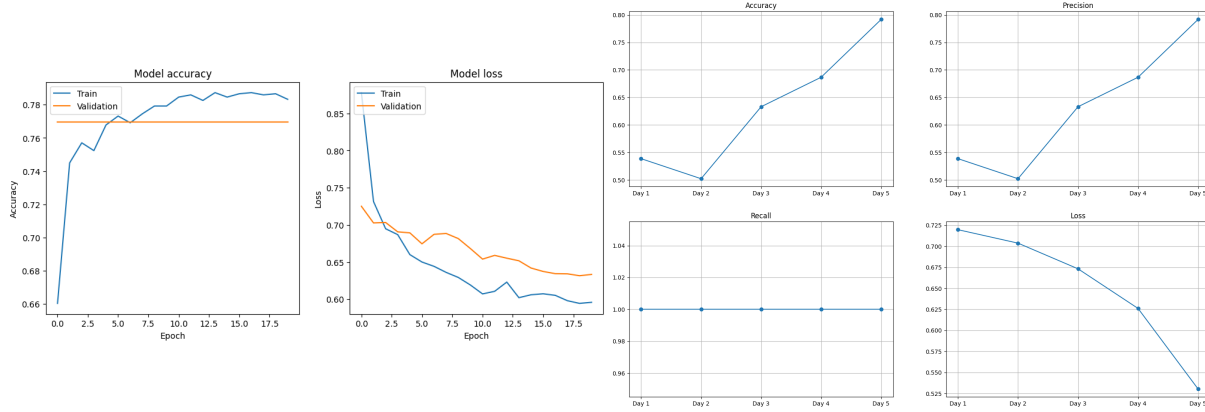 Model accuracy
Train
Validation
0.78
0.76
0.74
0.72
0.70
0.68
0.66
Accuracy
0.0 2.5 5.0 7.5 10.0 12.5 15.0 17.5
Epoch
Model loss
Train
Validation
0.85
0.80
0.75
0.70
0.65
0.60
Loss
0.0 2.5 5.0 7.5 10.0 12.5 15.0 17.5
Epoch
Accuracy
0.80
0.75
0.70
0.65
0.60
0.55
0.50
Day 1 Day 2 Day 3 Day 4 Day 5
Precision
0.80
0.75
0.70
0.65
0.60
0.55
0.50
Day 1 Day 2 Day 3 Day 4 Day 5
Recall
1.04
1.02
1.00
0.98
0.96
Day 1 Day 2 Day 3 Day 4 Day 5
Loss
0.725
0.700
0.675
0.650
0.625
0.600
0.575
0.550
0.525
Day 1 Day 2 Day 3 Day 4 Day 5